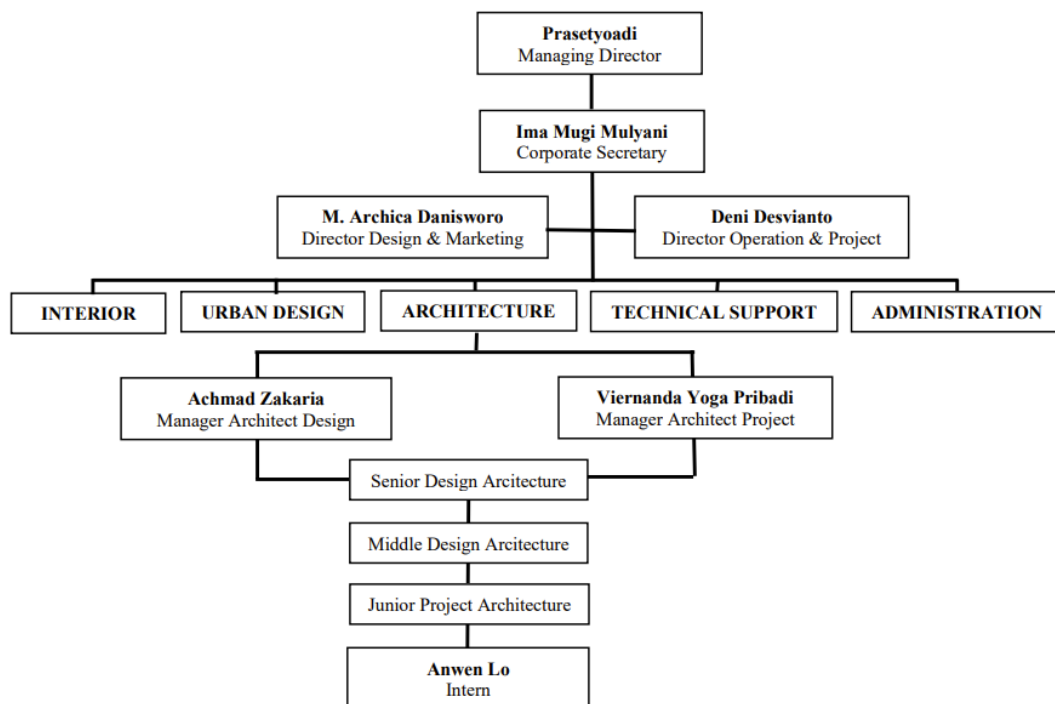 Prasetyoadi
Managing Director
Ima Mugi Mulyani
Corporate Secretary
M. Archica Danisworo
Director Design & Marketing
Deni Desvianto
Director Operation & Project
INTERIOR
URBAN DESIGN
ARCHITECTURE
TECHNICAL SUPPORT
ADMINISTRATION
Achmad Zakaria
Manager Architect Design
Viernanda Yoga Pribadi
Manager Architect Project
Senior Design Arcitecture
Middle Design Arcitecture
Junior Project Architecture
Anwen Lo
Intern